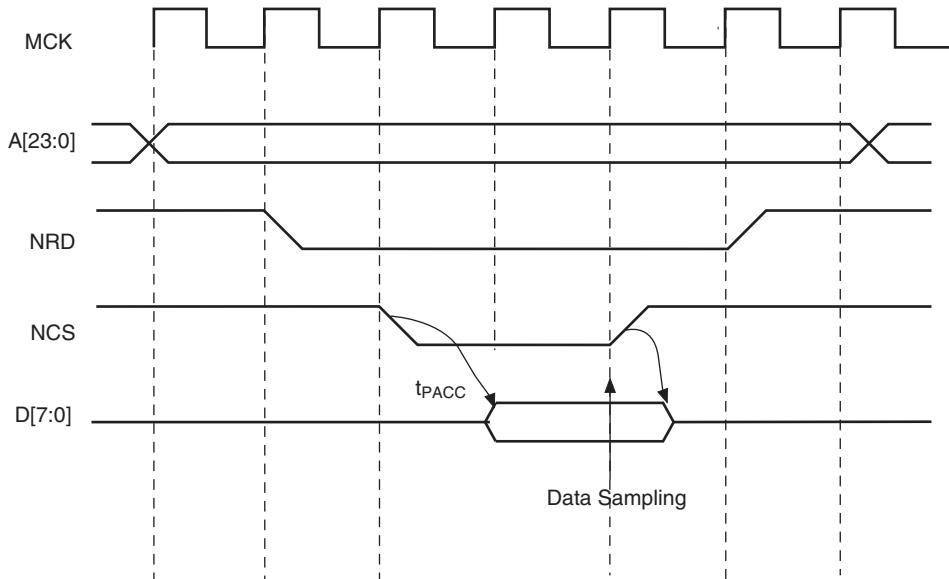 MCK
A[23:0]
NRD
NCS
tPACC
D[7:0]
Data Sampling